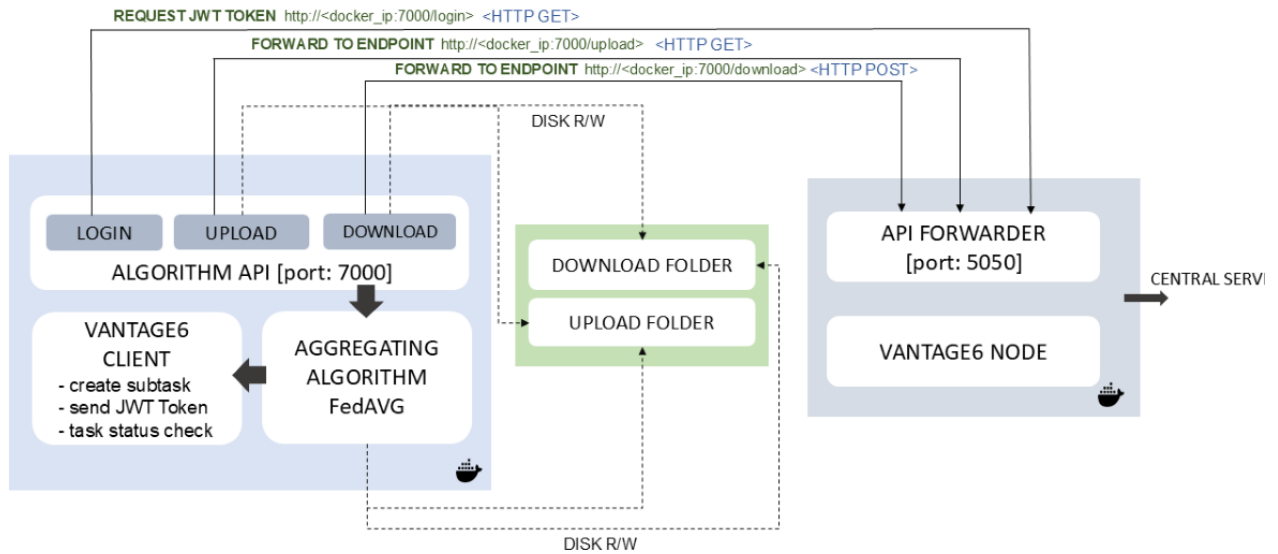 REQUEST JWT TOKEN http://<docker_ip:7000/login> <HTTP GET>
FORWARD TO ENDPOINT http://<docker_ip:7000/upload> <HTTP GET>
FORWARD TO ENDPOINT http://<docker_ip:7000/download> <HTTP POST>
DISK R/W
LOGIN
UPLOAD
DOWNLOAD
ALGORITHM API [port: 7000]
VANTAGE6
CLIENT
- create subtask
- send JWT Token
- task status check
AGGREGATING
ALGORITHM
FedAVG
DOWNLOAD FOLDER
UPLOAD FOLDER
API FORWARDER
[port: 5050]
VANTAGE6 NODE
CENTRAL SERVE
DISK R/W